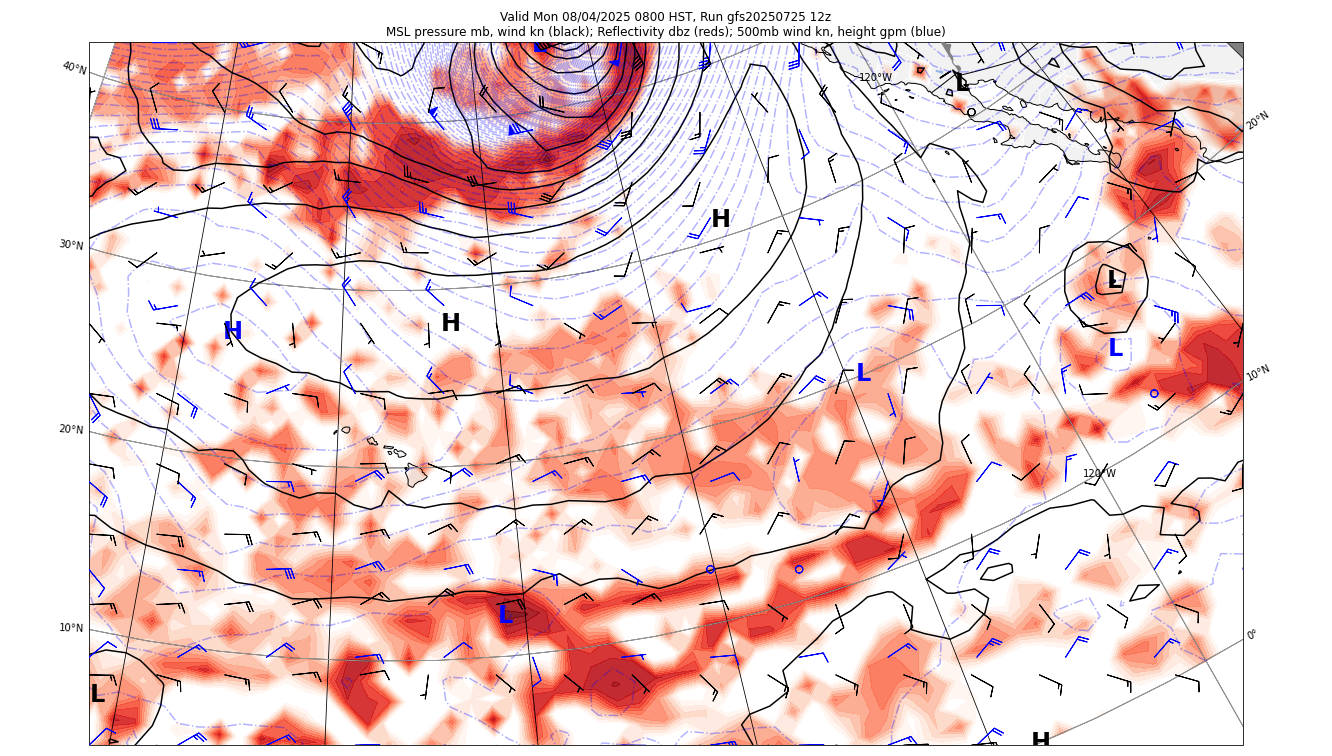 Valid Mon 08/04/2025 0800 HST, Run gfs20250725 12z
MSL pressure mb, wind kn (black); Reflectivity dbz (reds); 500mb wind kn, height gpm (blue)
L
40°N
120°W
L
20°N
H
30°N
L
H
H
L
L
10°N
20°N
120°W
L
10°N
0°
L
H